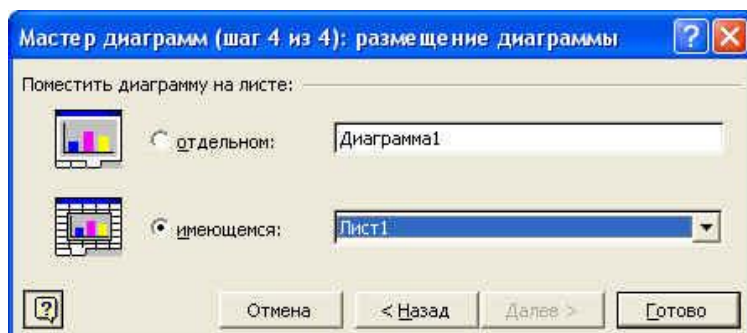 Мастер диаграмм (шаг 4 из 4): размещение диаграммы
Поместить диаграмму на листе:
отдельном: Диаграмма1
имеющемся: Лист1
Отмена < Назад Далее > Готово